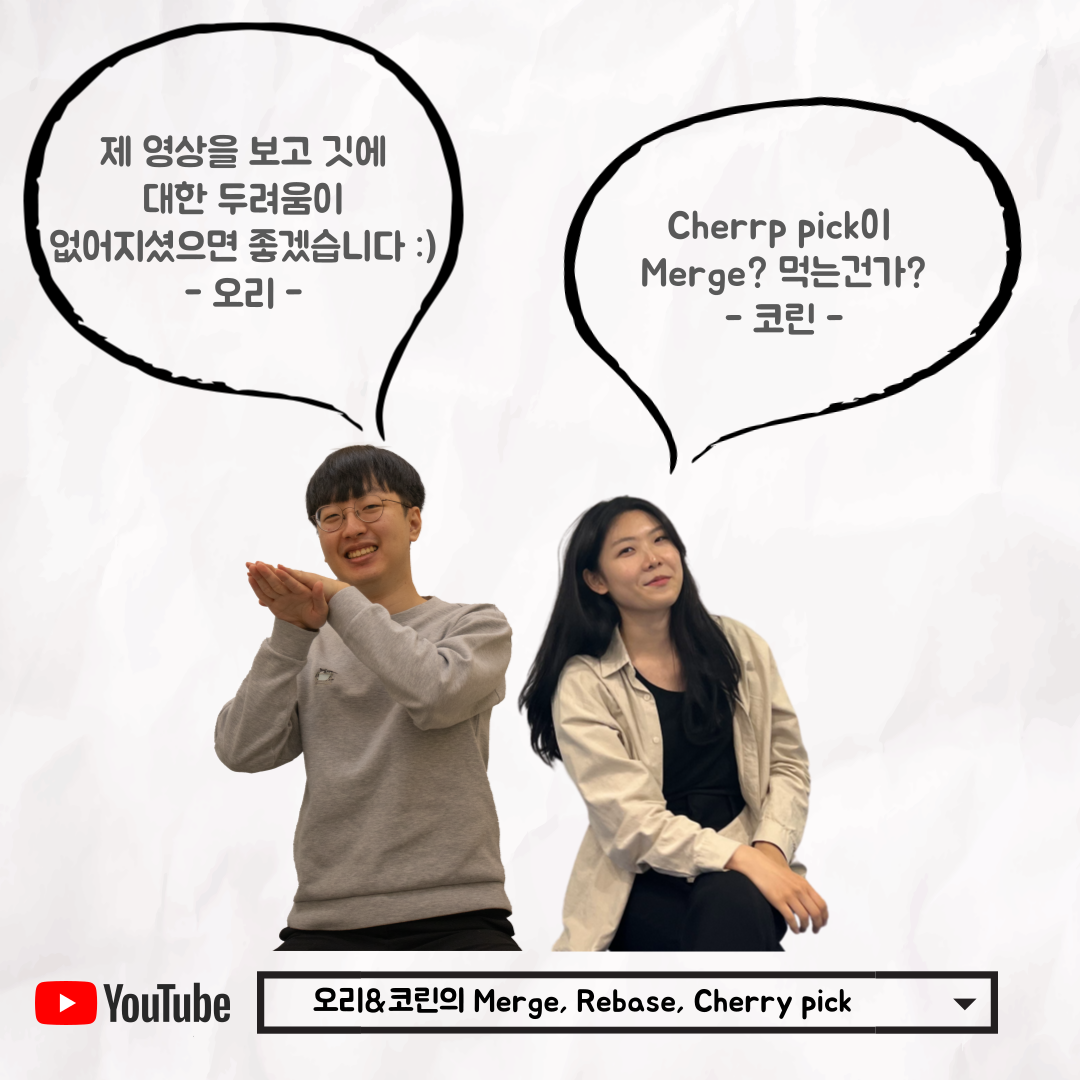 제 영상을 보고 깃에
대한 두려움이
없어지셨으면 좋겠습니다 :)
- 오리 -
Cherrp pick이
Merge? 먹는건가?
- 코린 -
YouTube
오리&코린의 Merge, Rebase, Cherry pick